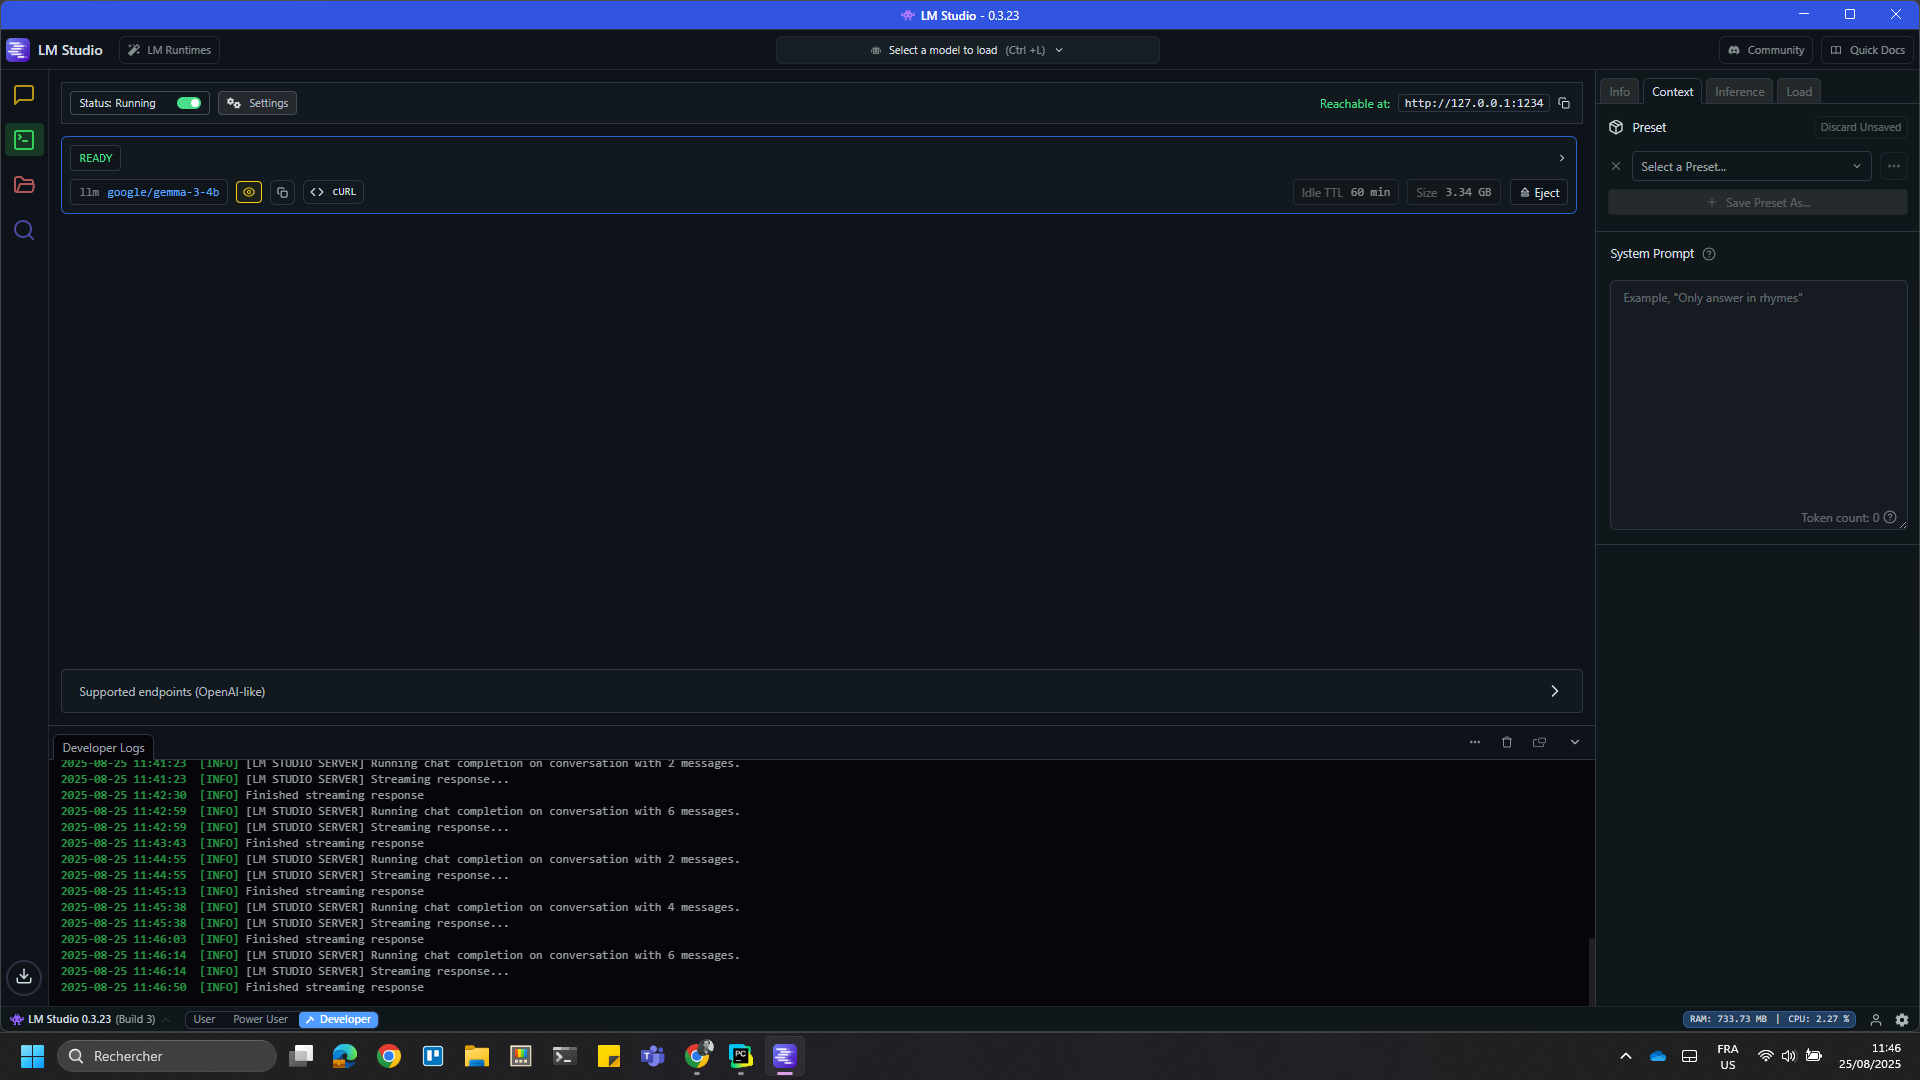 LM Studio - 0.3.23
LM Studio
LM Runtimes
Select a model to load (Ctrl +L)
Community
Quick Docs
Status: Running
Settings
Reachable at: http://127.0.0.1:1234
READY
llm google/gemma-3-4b
cURL
Idle TTL 60 min
Size 3.34 GB
Eject
Info
Context
Inference
Load
Preset
Discard Unsaved
Select a Preset...
+ Save Preset As...
System Prompt
Example, "Only answer in rhymes"
Token count: 0
Supported endpoints (OpenAI-like)
Developer Logs
2025-08-25 11:41:23 [INFO] [LM STUDIO SERVER] Running chat completion on conversation with 2 messages.
2025-08-25 11:41:23 [INFO] [LM STUDIO SERVER] Streaming response...
2025-08-25 11:42:30 [INFO] Finished streaming response
2025-08-25 11:42:59 [INFO] [LM STUDIO SERVER] Running chat completion on conversation with 6 messages.
2025-08-25 11:42:59 [INFO] [LM STUDIO SERVER] Streaming response...
2025-08-25 11:43:43 [INFO] Finished streaming response
2025-08-25 11:44:55 [INFO] [LM STUDIO SERVER] Running chat completion on conversation with 2 messages.
2025-08-25 11:44:55 [INFO] [LM STUDIO SERVER] Streaming response...
2025-08-25 11:45:13 [INFO] Finished streaming response
2025-08-25 11:45:38 [INFO] [LM STUDIO SERVER] Running chat completion on conversation with 4 messages.
2025-08-25 11:45:38 [INFO] [LM STUDIO SERVER] Streaming response...
2025-08-25 11:46:03 [INFO] Finished streaming response
2025-08-25 11:46:14 [INFO] [LM STUDIO SERVER] Running chat completion on conversation with 6 messages.
2025-08-25 11:46:14 [INFO] [LM STUDIO SERVER] Streaming response...
2025-08-25 11:46:50 [INFO] Finished streaming response
LM Studio 0.3.23 (Build 3)
User
Power User
Developer
RAM: 733.73 MB | CPU: 2.27 %
Rechercher
PC
FRA
US
11:46
25/08/2025